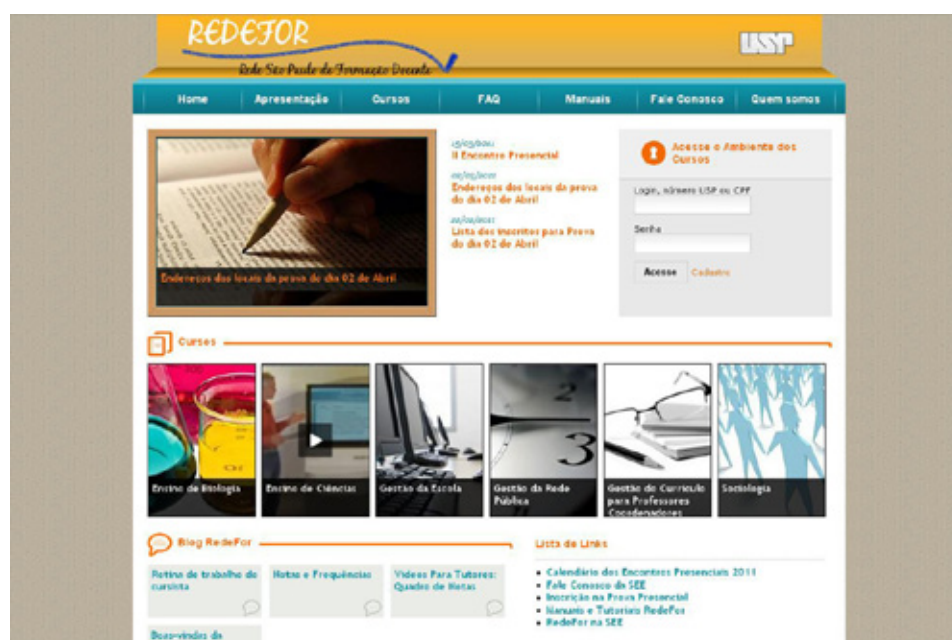 REDEFOR
Rede São Paulo de Formação Docente
USP
Home
Apresentação
Cursos
FAQ
Manuais
Fale Conosco
Quem somos
Endereços dos locais da prova do dia 02 de Abril
II Encontro Presencial
Endereços dos locais da prova
do dia 02 de Abril
Lista dos inscritos para Prova
do dia 02 de Abril
Acesse o Ambiente dos
Cursos
Login, número USP ou CPF
Senha
Acesse
Cadastro
Cursos
2
3
Ensino de Biologia
Ensino de Ciências
Gestão da Escola
Gestão da Rede
Pública
Gestão do Currículo
para Professores
Coordenadores
Sociologia
Blog RedeFor
Rotina de trabalho do
cursista
Notas e Frequências
Videos Para Tutores:
Quadro de Notas
Boas-vindas da
Lista de Links
Calendário dos Encontros Presenciais 2011
Fale Conosco da SEE
Inscrição na Prova Presencial
Manuais e Tutoriais RedeFor
RedeFor na SEE